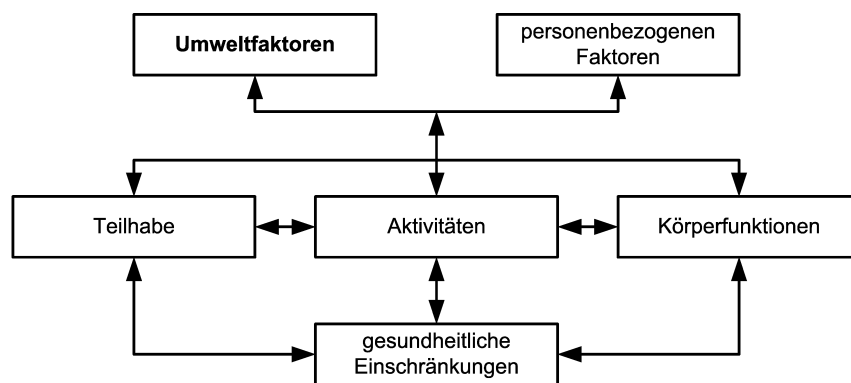 Umweltfaktoren
personenbezogenen
Faktoren
Teilhabe
Aktivitäten
Körperfunktionen
gesundheitliche
Einschränkungen